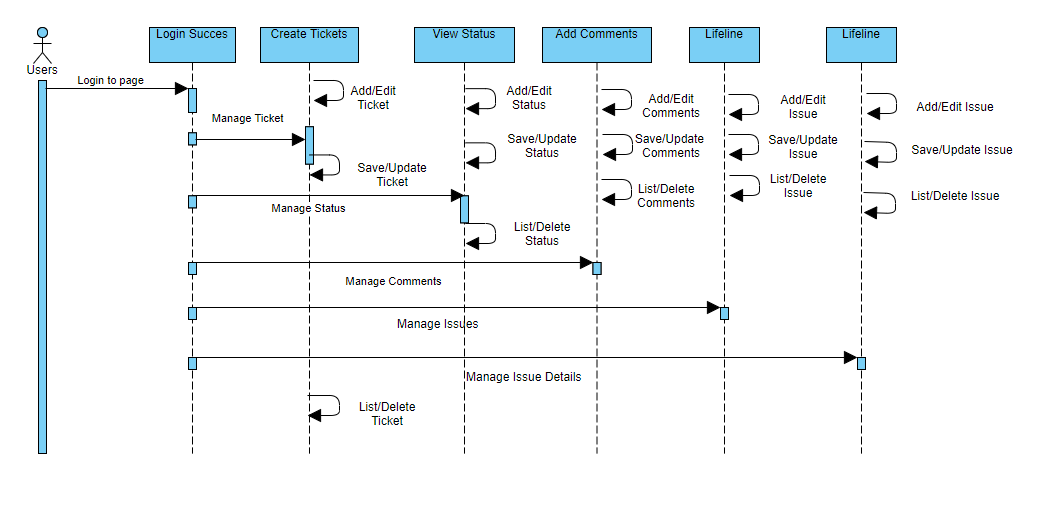 Login Succes
Create Tickets
View Status
Add Comments
Lifeline
Lifeline
Users
Login to page
Add/Edit
Ticket
Add/Edit
Status
Add/Edit
Comments
Add/Edit
Issue
Add/Edit Issue
Manage Ticket
Save/Update
Status
Save/Update
Comments
Save/Update
Issue
Save/Update Issue
Save/Update
Ticket
List/Delete
Comments
List/Delete
Issue
List/Delete Issue
Manage Status
List/Delete
Status
Manage Comments
Manage Issues
Manage Issue Details
List/Delete
Ticket